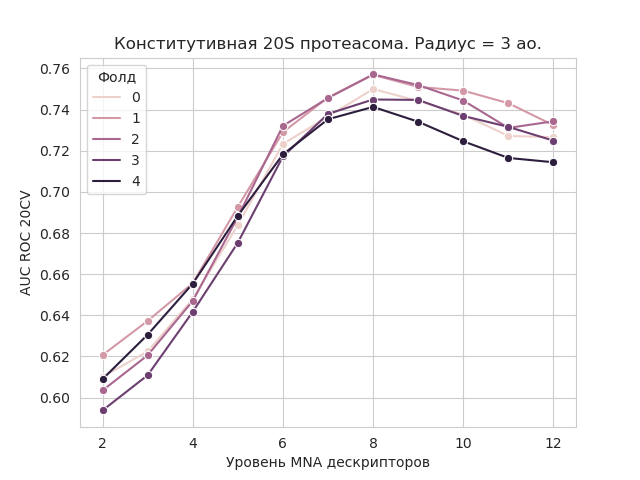 Конститутивная 20S протеасома. Радиус = 3 ао.
AUC ROC 20CV
0.76
0.74
0.72
0.70
0.68
0.66
0.64
0.62
0.60
Фолд
0
1
2
3
4
2 4 6 8 10 12
Уровень MNA дескрипторов